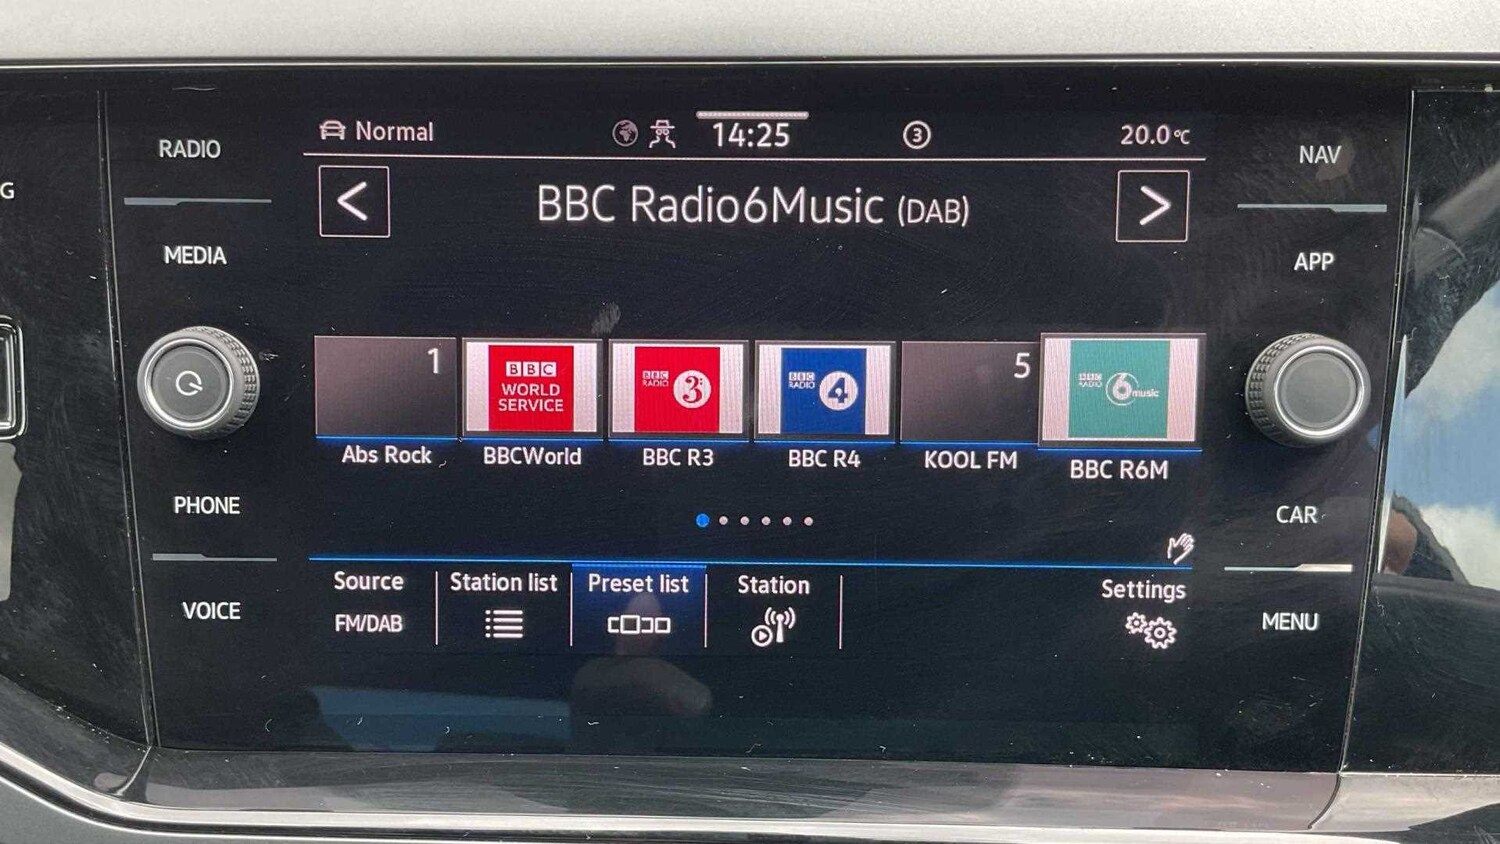 G
RADIO
MEDIA
PHONE
VOICE
Normal
14:25
3
20.0°C
<
BBC Radio6Music (DAB)
>
1
BBC
WORLD
SERVICE
BBC
RADIO
3
BBC
RADIO
4
5
BBC
RADIO
6music
Abs Rock
BBCWorld
BBC R3
BBC R4
KOOL FM
BBC R6M
Source
FM/DAB
Station list
Preset list
Station
Settings
NAV
APP
CAR
MENU